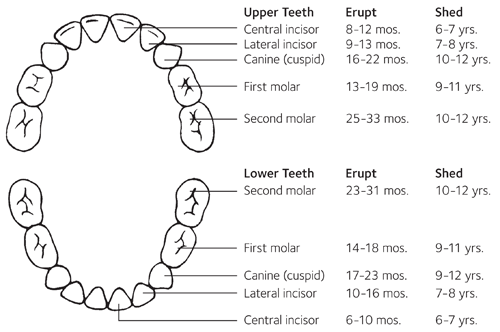 Upper Teeth Erupt Shed
Central incisor 8–12 mos. 6–7 yrs.
Lateral incisor 9–13 mos. 7–8 yrs.
Canine (cuspid) 16–22 mos. 10–12 yrs.
First molar 13–19 mos. 9–11 yrs.
Second molar 25–33 mos. 10–12 yrs.
Lower Teeth Erupt Shed
Second molar 23–31 mos. 10–12 yrs.
First molar 14–18 mos. 9–11 yrs.
Canine (cuspid) 17–23 mos. 9–12 yrs.
Lateral incisor 10–16 mos. 7–8 yrs.
Central incisor 6–10 mos. 6–7 yrs.